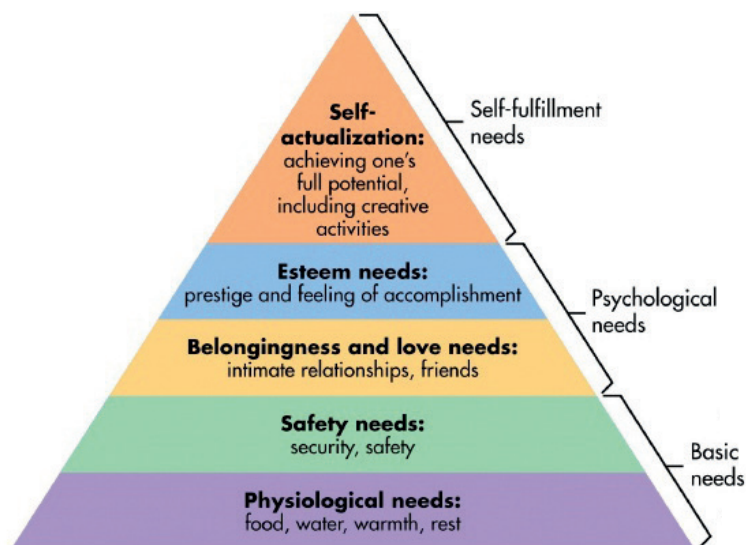 Self-
actualization:
achieving one's
full potential,
including creative
activities
Self-fulfillment
needs
Esteem needs:
prestige and feeling of accomplishment
Belongingness and love needs:
intimate relationships, friends
Psychological
needs
Safety needs:
security, safety
Physiological needs:
food, water, warmth, rest
Basic
needs